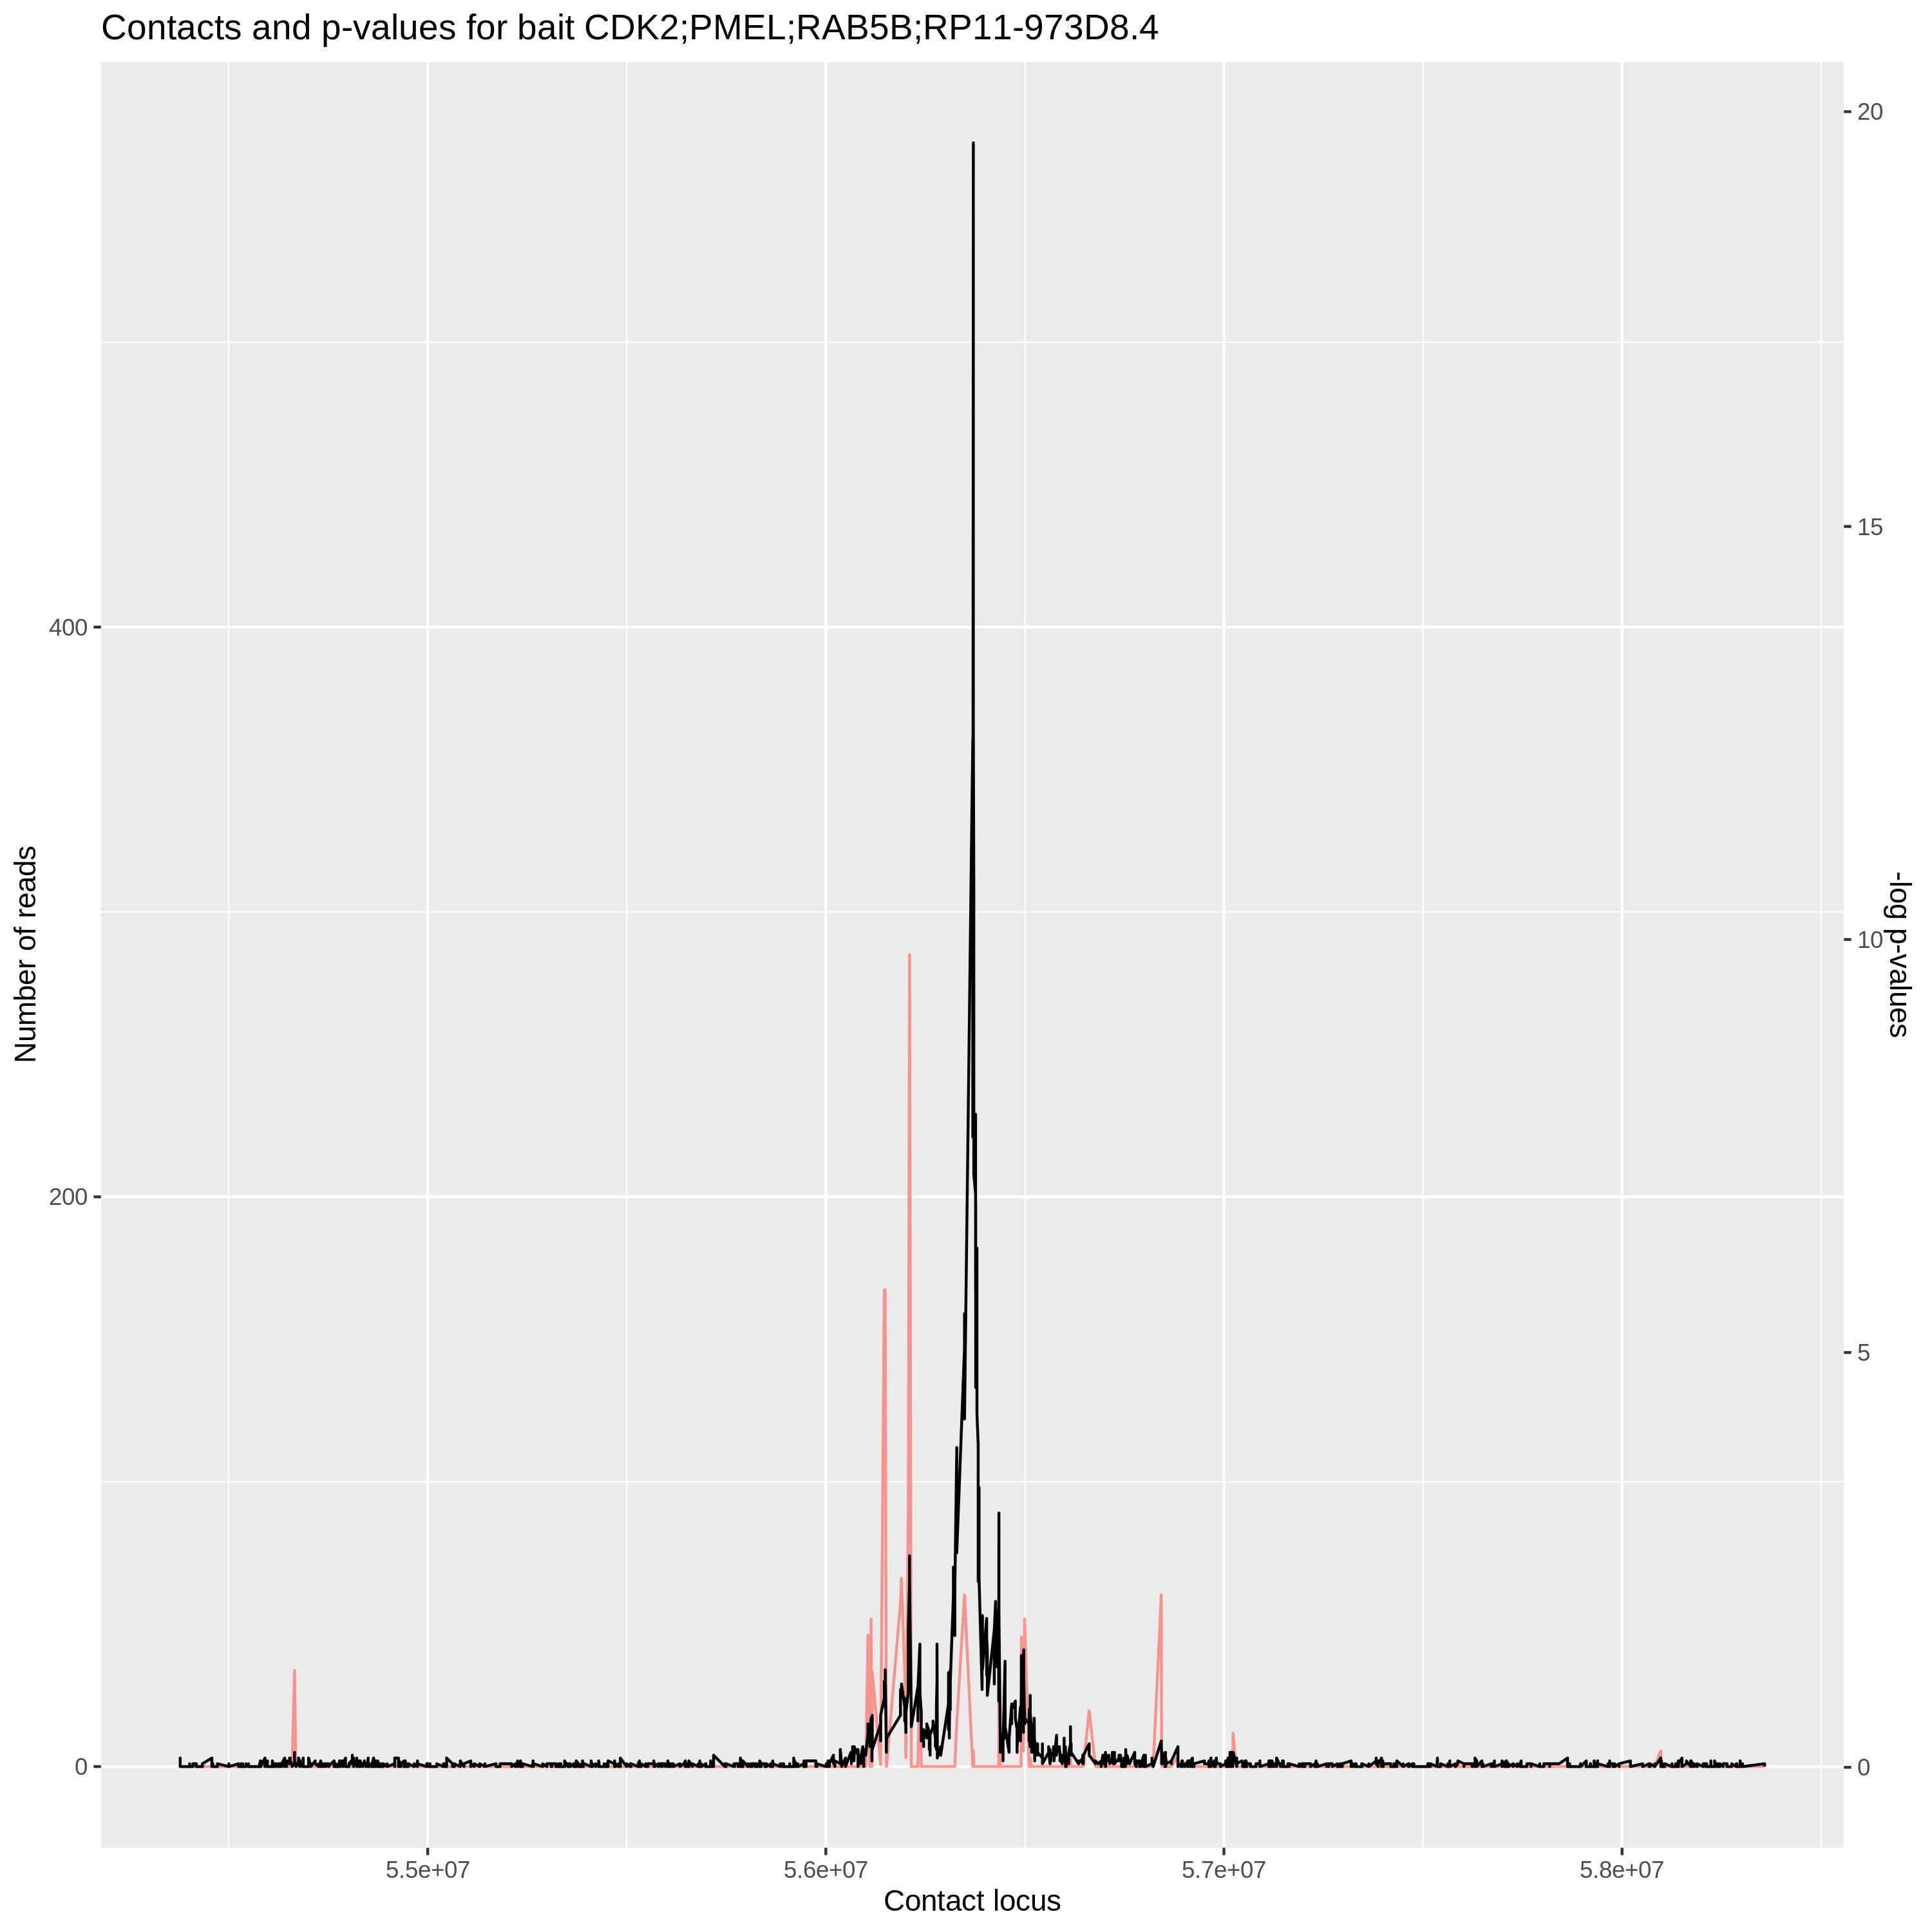 Contacts and p-values for bait CDK2;PMEL;RAB5B;RP11-973D8.4
Number of reads
400
200
0
20
15
10
5
0
-log p-values
5.5e+07
5.6e+07
5.7e+07
5.8e+07
Contact locus